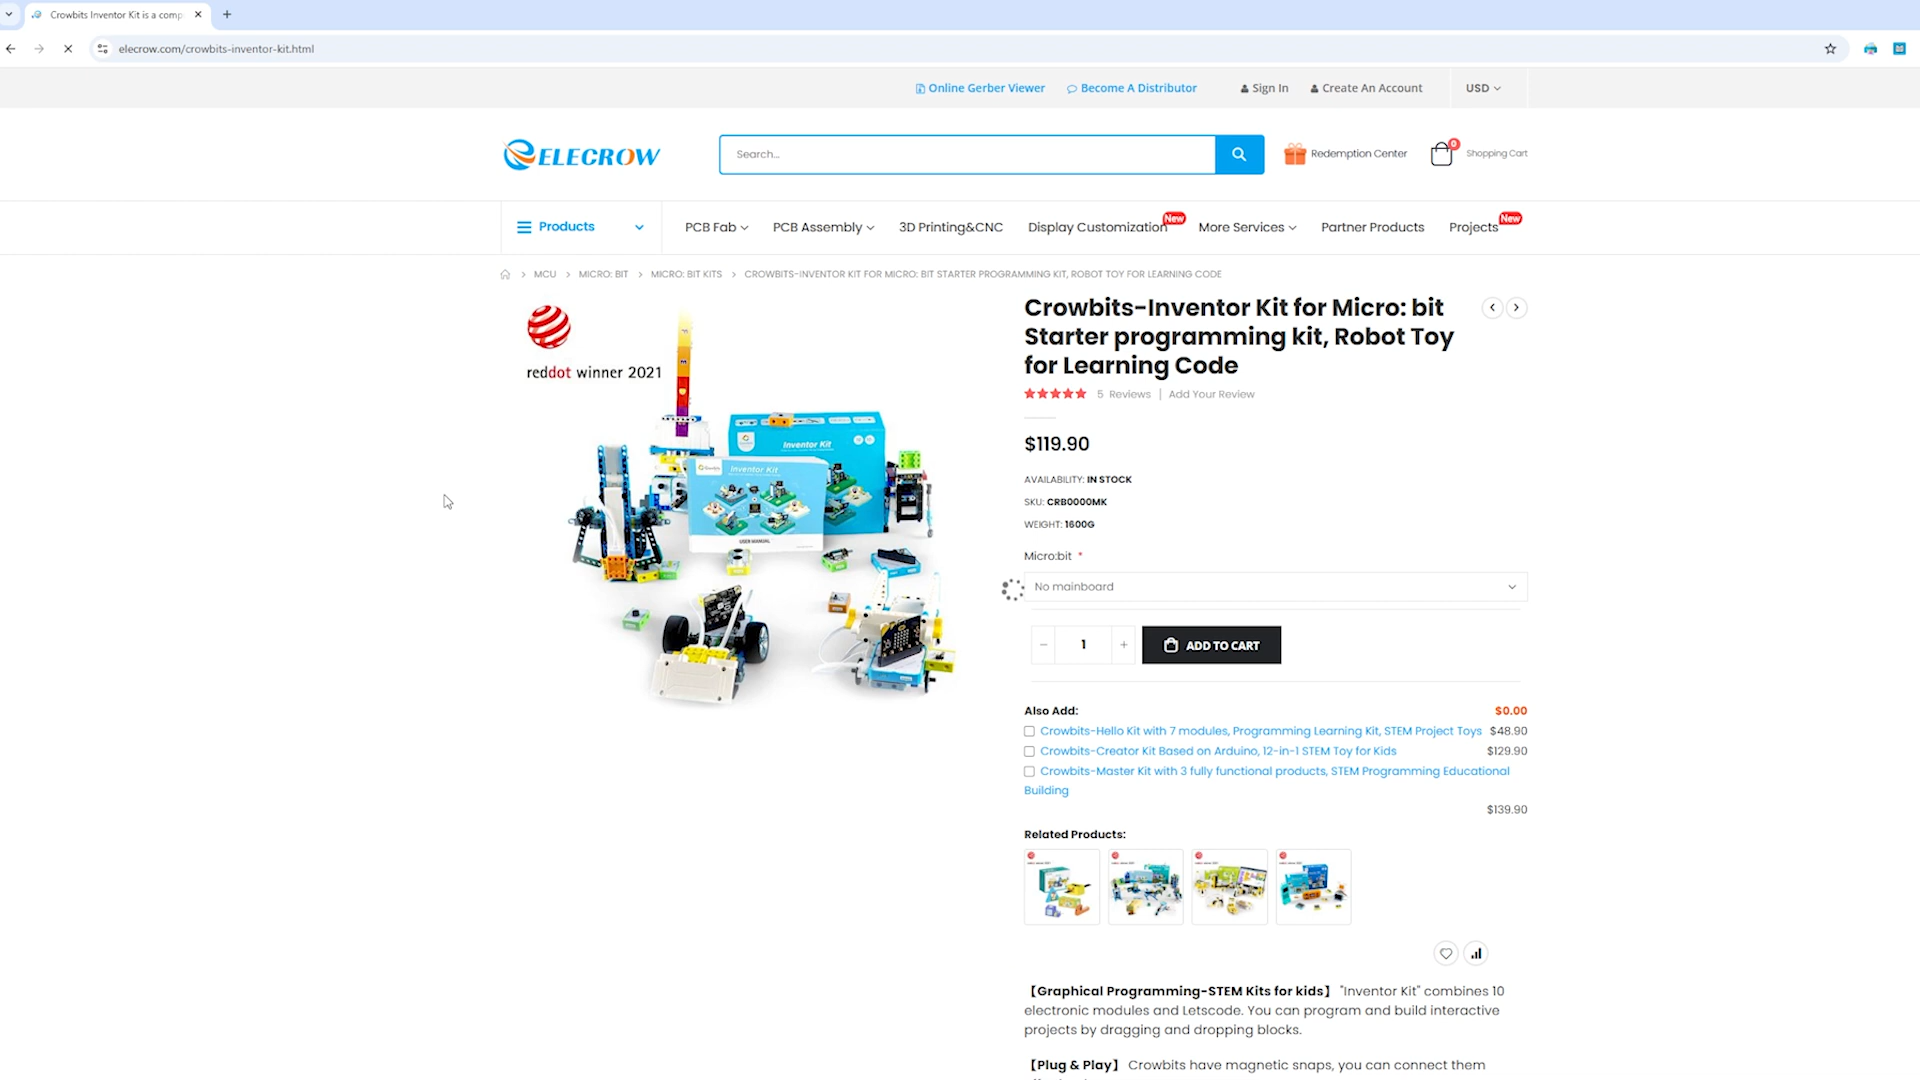 Crowbits Inventor Kit is a comp
elecrow.com/crowbits-inventor-kit.html
Online Gerber Viewer
Become A Distributor
Sign In
Create An Account
USD
ELECROW
Search...
Redemption Center
0
Shopping Cart
Products
PCB Fab
PCB Assembly
3D Printing&CNC
Display Customization
New
More Services
Partner Products
Projects
New
MCU > MICRO: BIT > MICRO: BIT KITS > CROWBITS-INVENTOR KIT FOR MICRO: BIT STARTER PROGRAMMING KIT, ROBOT TOY FOR LEARNING CODE
reddot winner 2021
Inventor Kit
Inventor Kit
USER MANUAL
Crowbits-Inventor Kit for Micro: bit
Starter programming kit, Robot Toy
for Learning Code
5 Reviews | Add Your Review
$119.90
AVAILABILITY: IN STOCK
SKU: CRB0000MK
WEIGHT: 1600G
Micro:bit *
No mainboard
− 1 +
ADD TO CART
Also Add: $0.00
Crowbits-Hello Kit with 7 modules, Programming Learning Kit, STEM Project Toys $48.90
Crowbits-Creator Kit Based on Arduino, 12-in-1 STEM Toy for Kids $129.90
Crowbits-Master Kit with 3 fully functional products, STEM Programming Educational
Building
$139.90
Related Products:
【Graphical Programming-STEM Kits for kids】 "Inventor Kit" combines 10
electronic modules and Letscode. You can program and build interactive
projects by dragging and dropping blocks.
【Plug & Play】 Crowbits have magnetic snaps, you can connect them